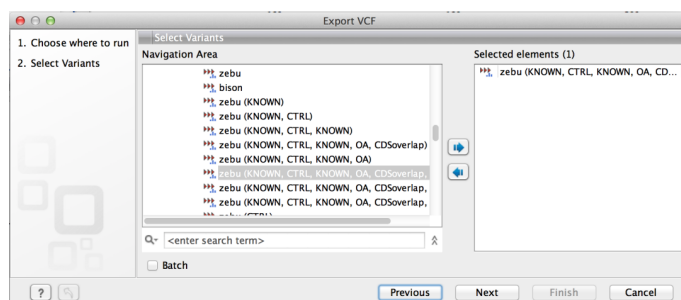 Export VCF
1. Choose where to run
2. Select Variants
Select Variants
Navigation Area
zebu
bison
zebu (KNOWN)
zebu (KNOWN, CTRL)
zebu (KNOWN, CTRL, KNOWN)
zebu (KNOWN, CTRL, KNOWN, OA, CDSoverlap)
zebu (KNOWN, CTRL, KNOWN, OA)
zebu (KNOWN, CTRL, KNOWN, OA, CDSoverlap,
zebu (KNOWN, CTRL, KNOWN, OA, CDSoverlap,
zebu (KNOWN, CTRL, KNOWN, OA, CDSoverlap,
zebu (CTRL)
<enter search term>
Batch
Selected elements (1)
zebu (KNOWN, CTRL, KNOWN, OA, CD...
?
Previous
Next
Finish
Cancel